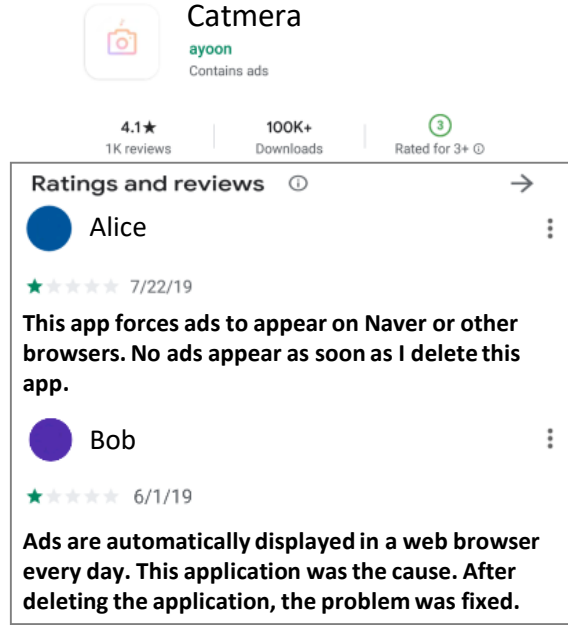 Catmera
ayoon
Contains ads
4.1★ 100K+ 3
1K reviews Downloads Rated for 3+
Ratings and reviews
Alice
7/22/19
This app forces ads to appear on Naver or other
browsers. No ads appear as soon as I delete this
app.
Bob
6/1/19
Ads are automatically displayed in a web browser
every day. This application was the cause. After
deleting the application, the problem was fixed.